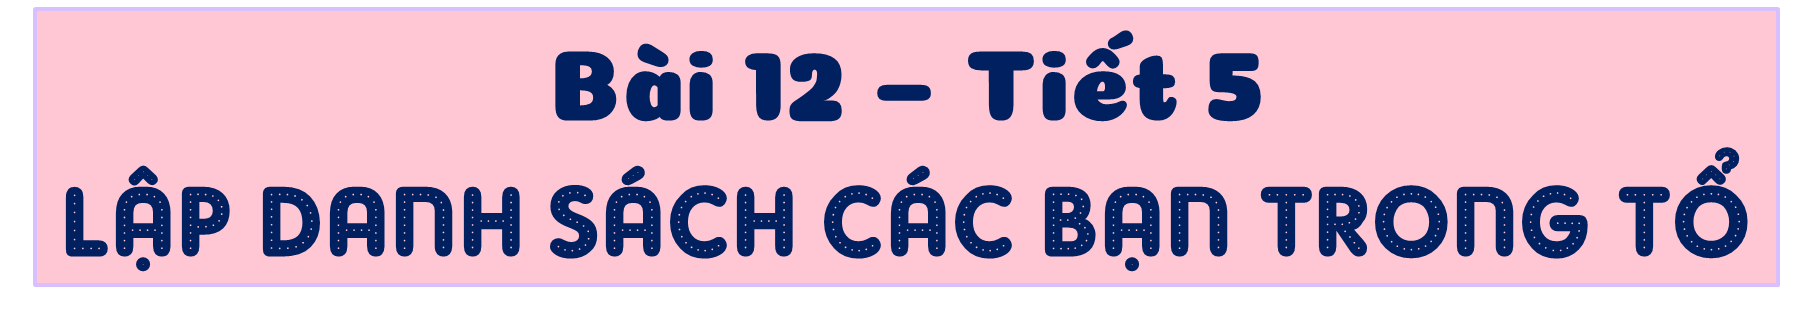 Bài 12 – Tiết 5
LẬP DANH SÁCH CÁC BẠN TRONG TỔ